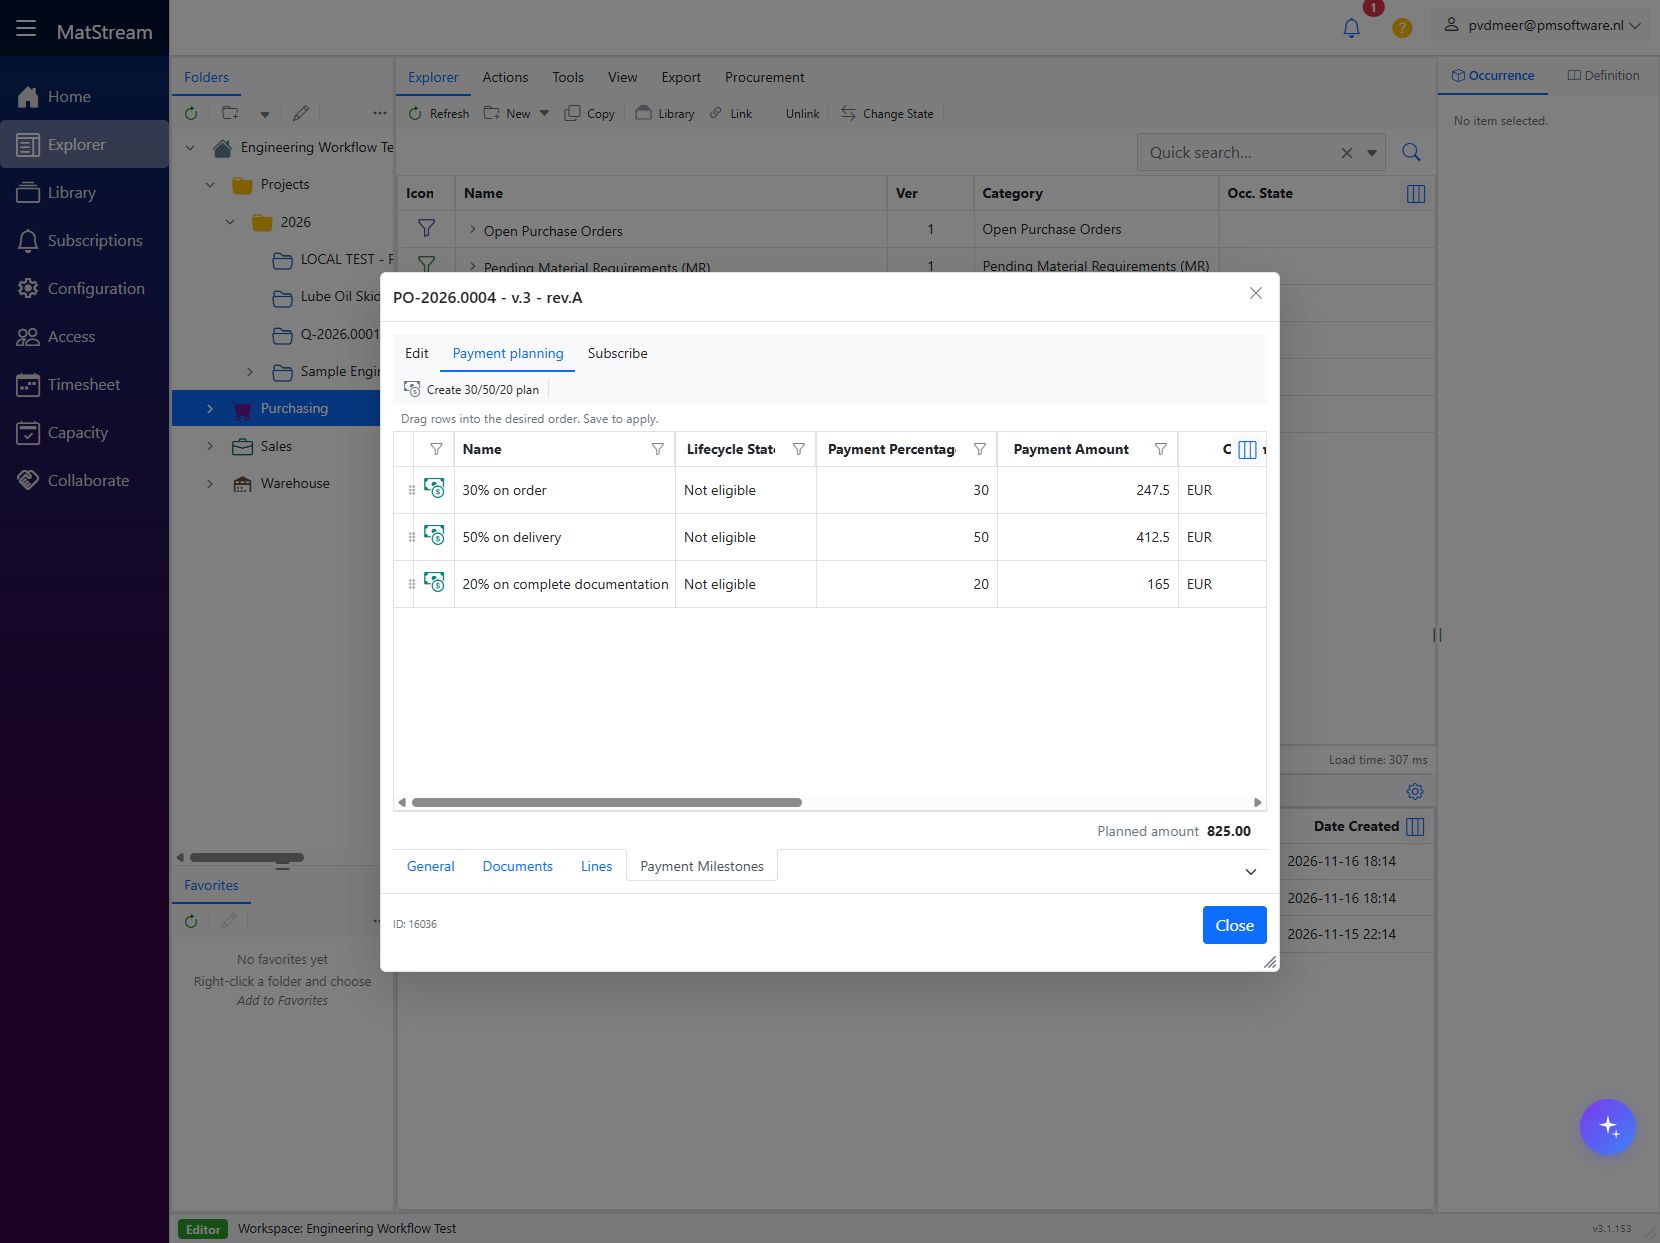 MatStream
1
?
pvdmeer@pmsoftware.nl
Home
Explorer
Library
Subscriptions
Configuration
Access
Timesheet
Capacity
Collaborate
Folders
Engineering Workflow Te
Projects
2026
LOCAL TEST - F
Lube Oil Skid
Q-2026.0001
Sample Engin
Purchasing
Sales
Warehouse
Favorites
No favorites yet
Right-click a folder and choose
Add to Favorites
Explorer Actions Tools View Export Procurement
Refresh New Copy Library Link Unlink Change State
Quick search...
Icon Name Ver Category Occ. State
Open Purchase Orders 1 Open Purchase Orders
Pending Material Requirements (MR) 1 Pending Material Requirements (MR)
Occurrence Definition
No item selected.
PO-2026.0004 - v.3 - rev.A
Edit Payment planning Subscribe
Create 30/50/20 plan
Drag rows into the desired order. Save to apply.
Name Lifecycle State Payment Percentag Payment Amount C
30% on order Not eligible 30 247.5 EUR
50% on delivery Not eligible 50 412.5 EUR
20% on complete documentation Not eligible 20 165 EUR
Planned amount 825.00
General Documents Lines Payment Milestones
ID: 16036
Close
Load time: 307 ms
Date Created
2026-11-16 18:14
2026-11-16 18:14
2026-11-15 22:14
Editor Workspace: Engineering Workflow Test
v3.1.153